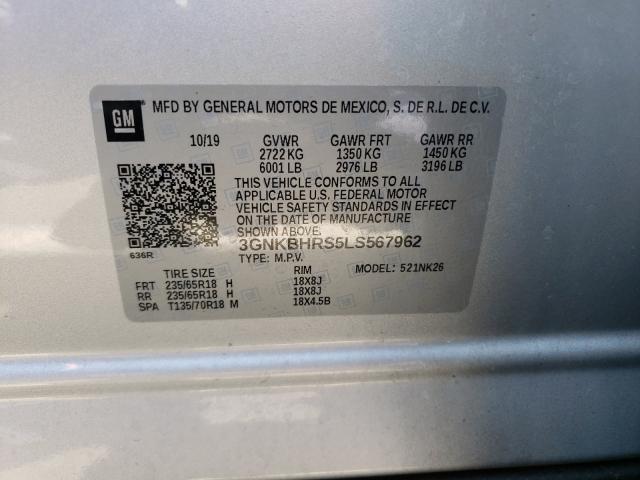 GM
MFD BY GENERAL MOTORS DE MEXICO, S. DE R.L. DE C.V.
10/19 GVWR GAWR FRT GAWR RR
2722 KG 1350 KG 1450 KG
6001 LB 2976 LB 3196 LB
THIS VEHICLE CONFORMS TO ALL
APPLICABLE U.S. FEDERAL MOTOR
VEHICLE SAFETY STANDARDS IN EFFECT
ON THE DATE OF MANUFACTURE
SHOWN ABOVE.
3GNKBHRS5LS567962
636R TYPE: M.P.V.
TIRE SIZE RIM MODEL: 521NK26
FRT 235/65R18 H 18X8J
RR 235/65R18 H 18X8J
SPA T135/70R18 M 18X4.5B